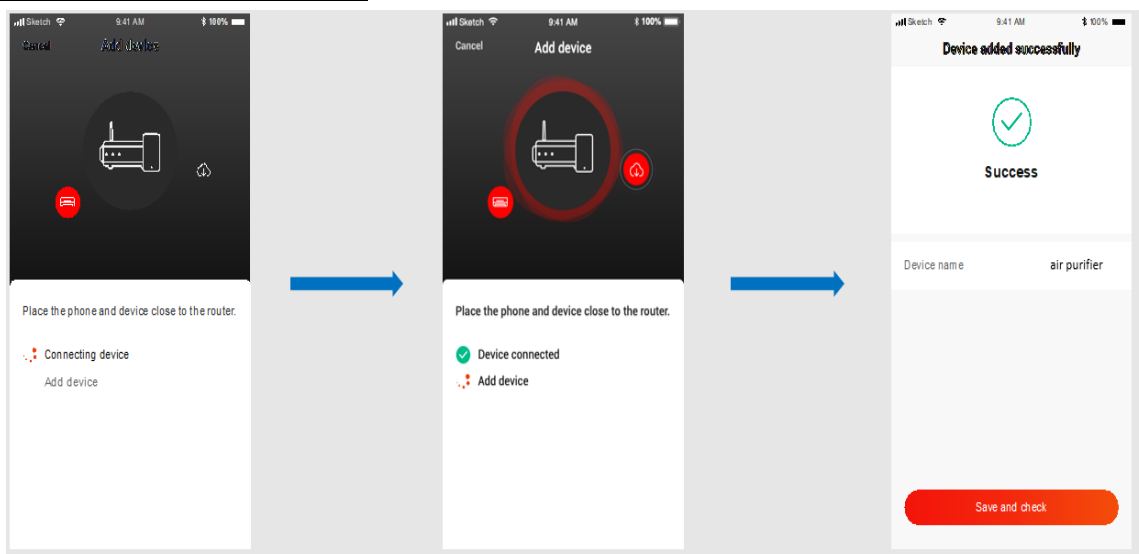 Sketch 9:41 AM 100%
Cancel Add device
Place the phone and device close to the router.
Connecting device
Add device
Sketch 9:41 AM 100%
Cancel Add device
Place the phone and device close to the router.
Device connected
Add device
Sketch 9:41 AM 100%
Device added successfully
Success
Device name air purifier
Save and check